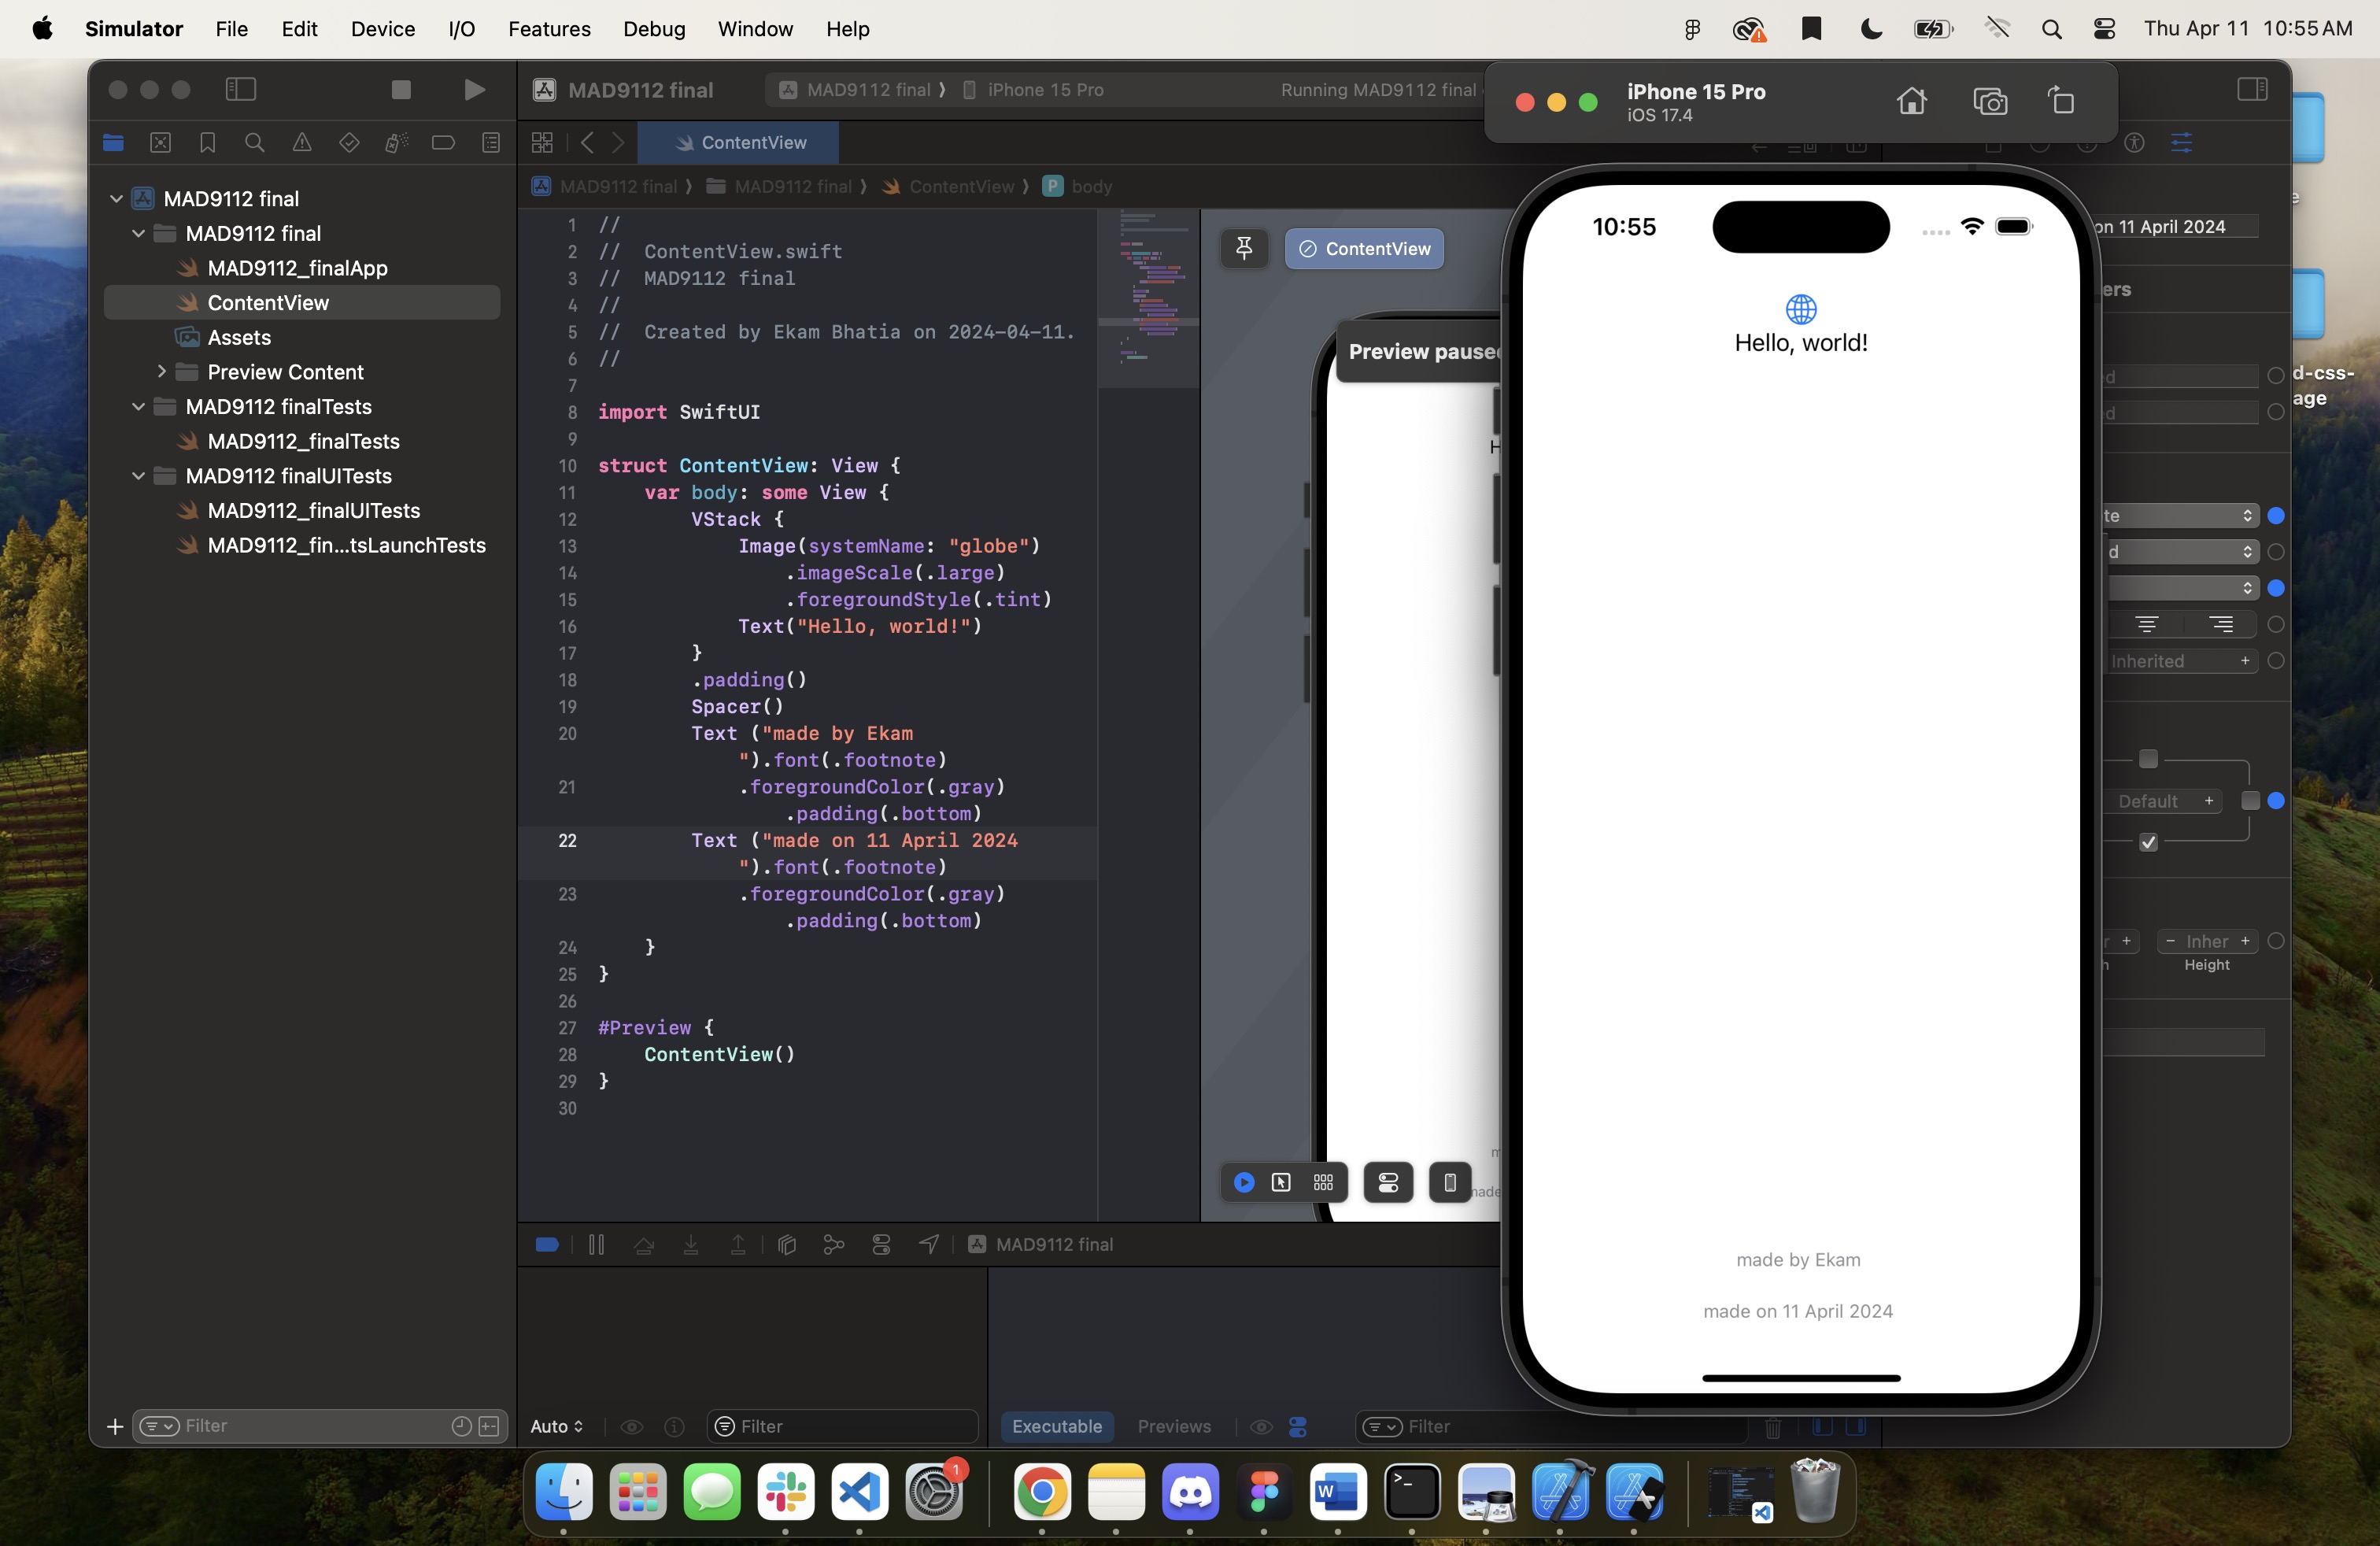 Simulator File Edit Device I/O Features Debug Window Help Thu Apr 11 10:55 AM
MAD9112 final MAD9112 final ⟩ iPhone 15 Pro Running MAD9112 final
iPhone 15 Pro
iOS 17.4
ContentView
MAD9112 final ⟩ MAD9112 final ⟩ ContentView ⟩ P body
MAD9112 final
MAD9112 final
MAD9112_finalApp
ContentView
Assets
Preview Content
MAD9112 finalTests
MAD9112_finalTests
MAD9112 finalUITests
MAD9112_finalUITests
MAD9112_fin...tsLaunchTests
Filter
1 //
2 //  ContentView.swift
3 //  MAD9112 final
4 //
5 //  Created by Ekam Bhatia on 2024-04-11.
6 //
7
8 import SwiftUI
9
10 struct ContentView: View {
11     var body: some View {
12         VStack {
13             Image(systemName: "globe")
14                 .imageScale(.large)
15                 .foregroundStyle(.tint)
16             Text("Hello, world!")
17         }
18         .padding()
19         Spacer()
20         Text ("made by Ekam
").font(.footnote)
21             .foregroundColor(.gray)
.padding(.bottom)
22         Text ("made on 11 April 2024
").font(.footnote)
23             .foregroundColor(.gray)
.padding(.bottom)
24     }
25 }
26
27 #Preview {
28     ContentView()
29 }
30
ContentView
Preview paused
MAD9112 final
Auto
Filter
Executable Previews
Filter
10:55
Hello, world!
made by Ekam
made on 11 April 2024
on 11 April 2024
Inherited
Default
Inher
Height
d-css-
age
1
W